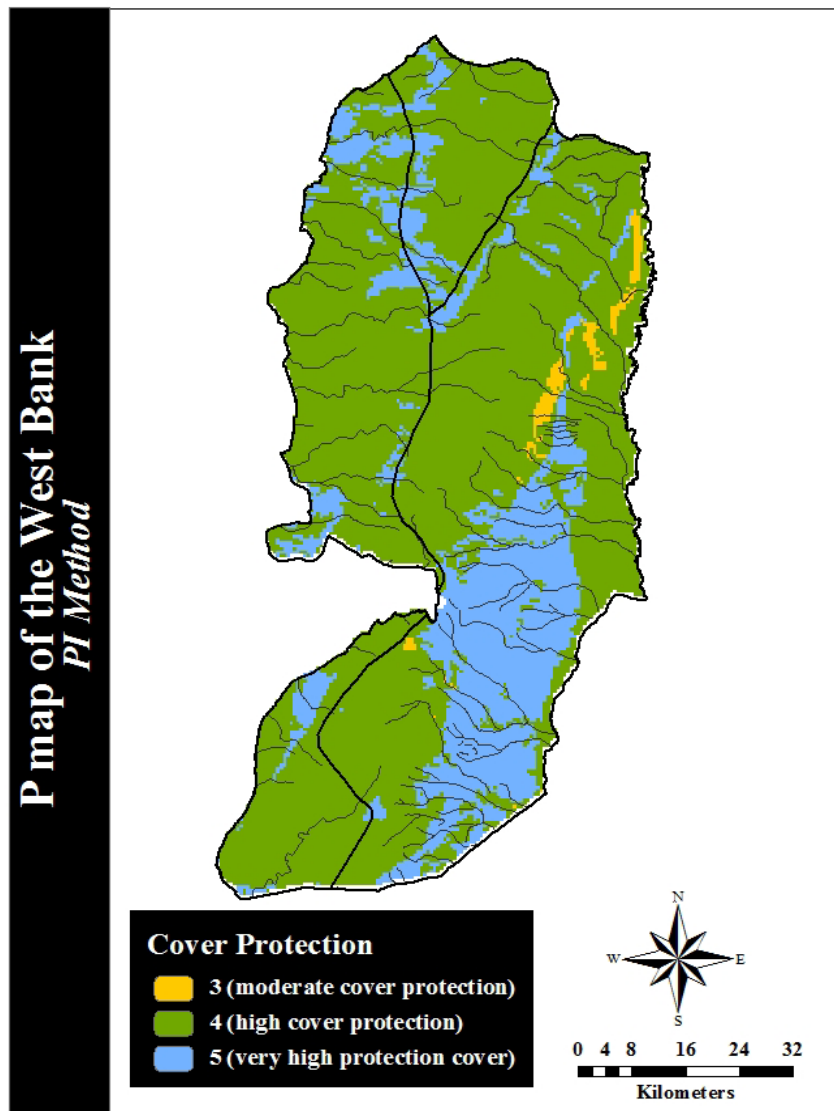 P map of the West Bank
PI Method
Cover Protection
3 (moderate cover protection)
4 (high cover protection)
5 (very high protection cover)
N
W
E
S
0 4 8 16 24 32
Kilometers